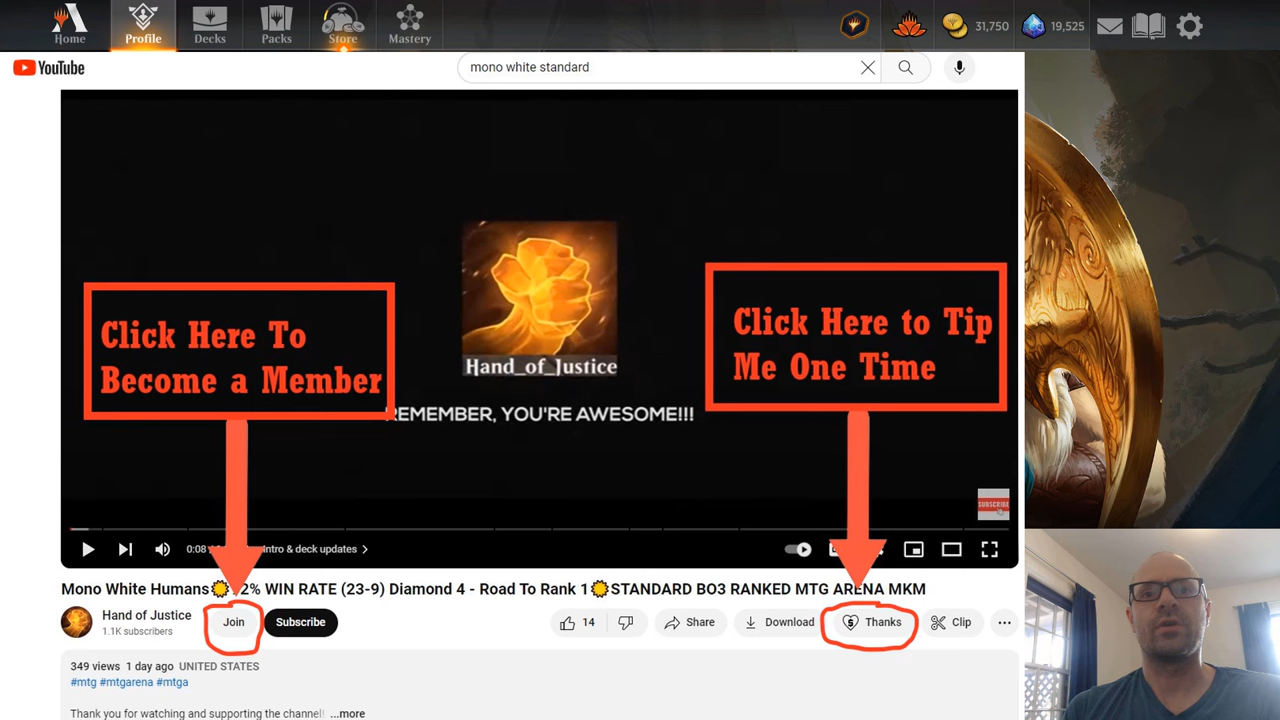 Home
Profile
Decks
Packs
Store
Mastery
31,750
19,525
YouTube
mono white standard
Hand_of_Justice
Click Here To
Become a Member
Click Here to Tip
Me One Time
REMEMBER, YOU'RE AWESOME!!!
SUBSCRIBE
0:08
Intro & deck updates >
Mono White Humans 2% WIN RATE (23-9) Diamond 4 - Road To Rank 1 STANDARD BO3 RANKED MTG ARENA MKM
Hand of Justice
1.1K subscribers
Join
Subscribe
14
Share
Download
Thanks
Clip
349 views 1 day ago UNITED STATES
#mtg #mtgarena #mtga
Thank you for watching and supporting the channel! ...more